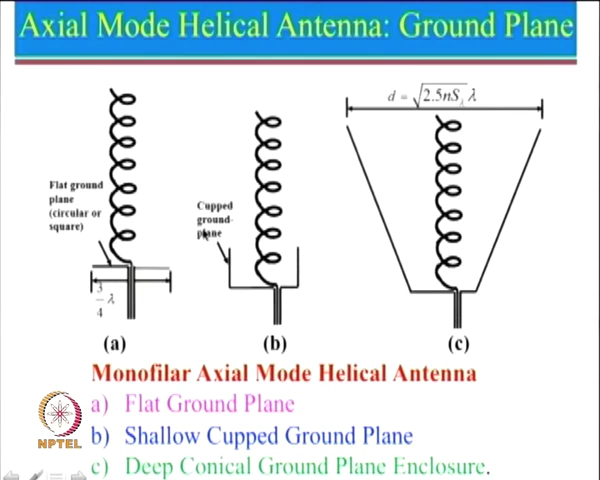 Axial Mode Helical Antenna: Ground Plane
d = √2.5nSλ λ
Flat ground
plane
(circular or
square)
Cupped
ground-
plane
3/4 λ
(a)
(b)
(c)
Monofilar Axial Mode Helical Antenna
a) Flat Ground Plane
b) Shallow Cupped Ground Plane
c) Deep Conical Ground Plane Enclosure.
NPTEL